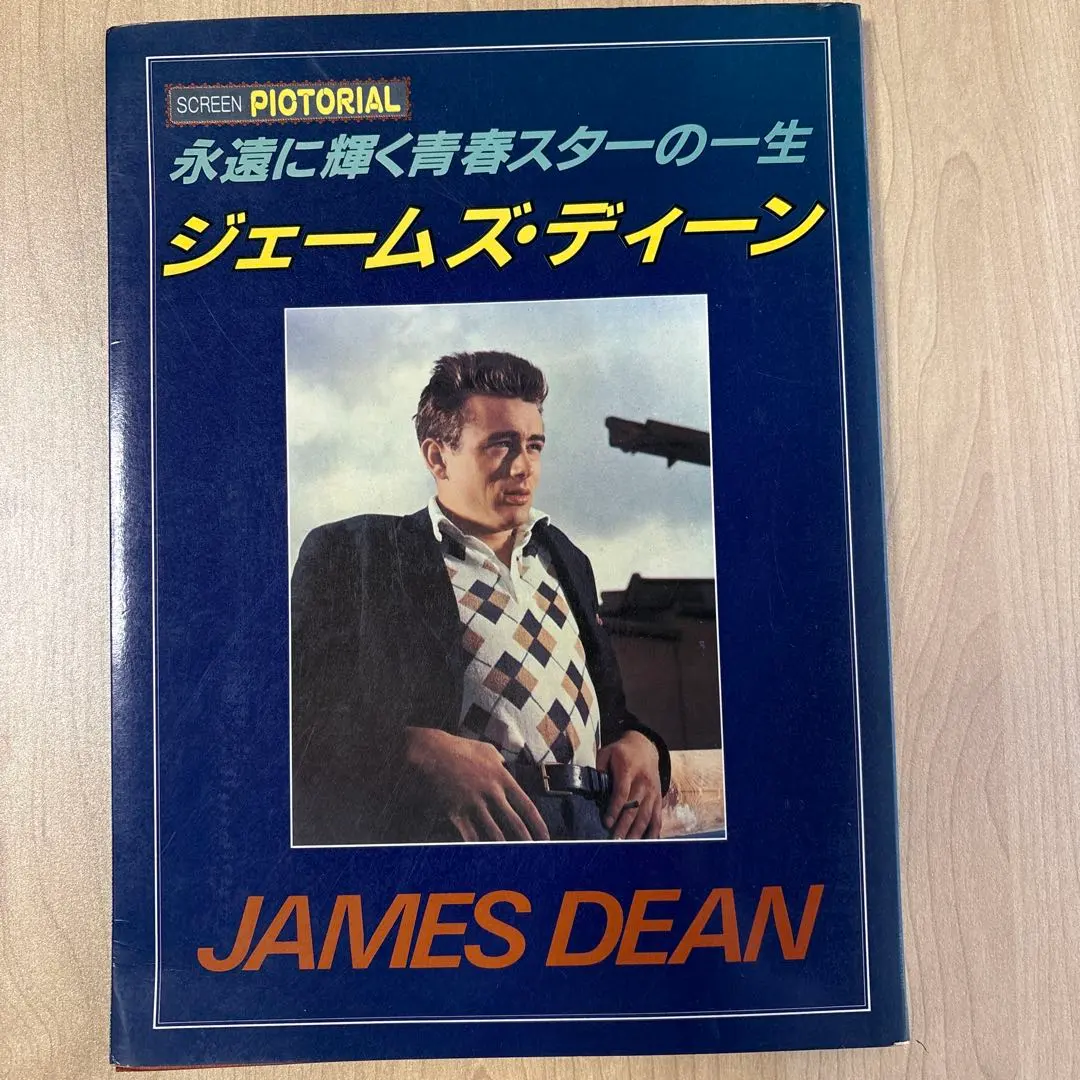 SCREEN PICTORIAL
永遠に輝く青春スターの一生
ジェームズ・ディーン
JAMES DEAN